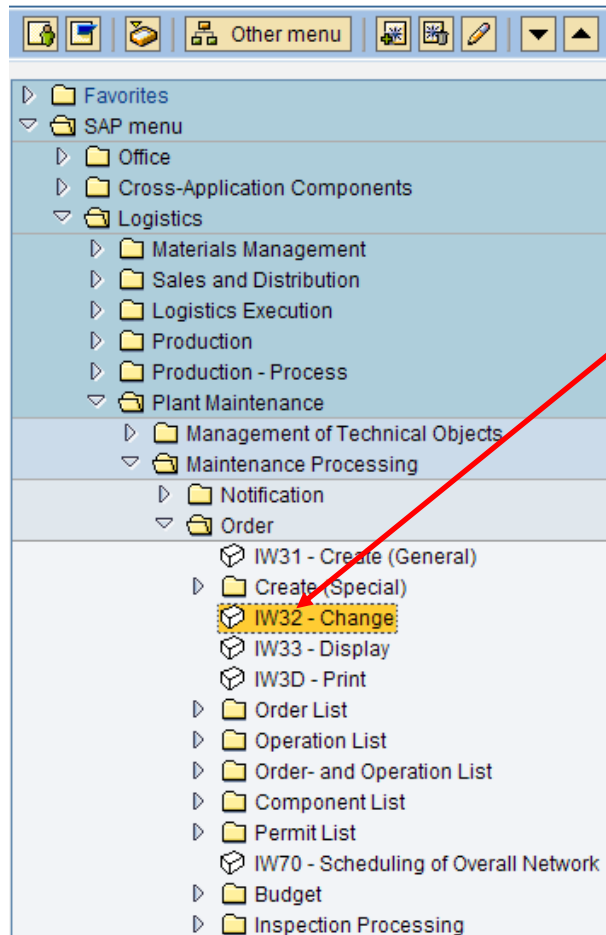 Other menu
Favorites
SAP menu
Office
Cross-Application Components
Logistics
Materials Management
Sales and Distribution
Logistics Execution
Production
Production - Process
Plant Maintenance
Management of Technical Objects
Maintenance Processing
Notification
Order
IW31 - Create (General)
Create (Special)
IW32 - Change
IW33 - Display
IW3D - Print
Order List
Operation List
Order- and Operation List
Component List
Permit List
IW70 - Scheduling of Overall Network
Budget
Inspection Processing